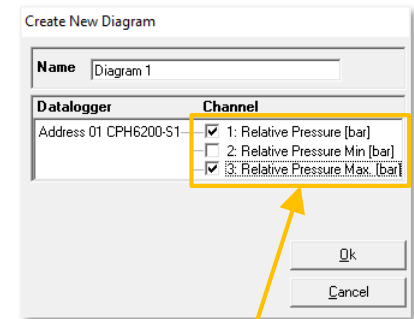 Create New Diagram
Name Diagram 1
Datalogger Channel
Address 01 CPH6200-S1 1: Relative Pressure [bar]
2: Relative Pressure Min [bar]
3: Relative Pressure Max. [bar]
Ok
Cancel